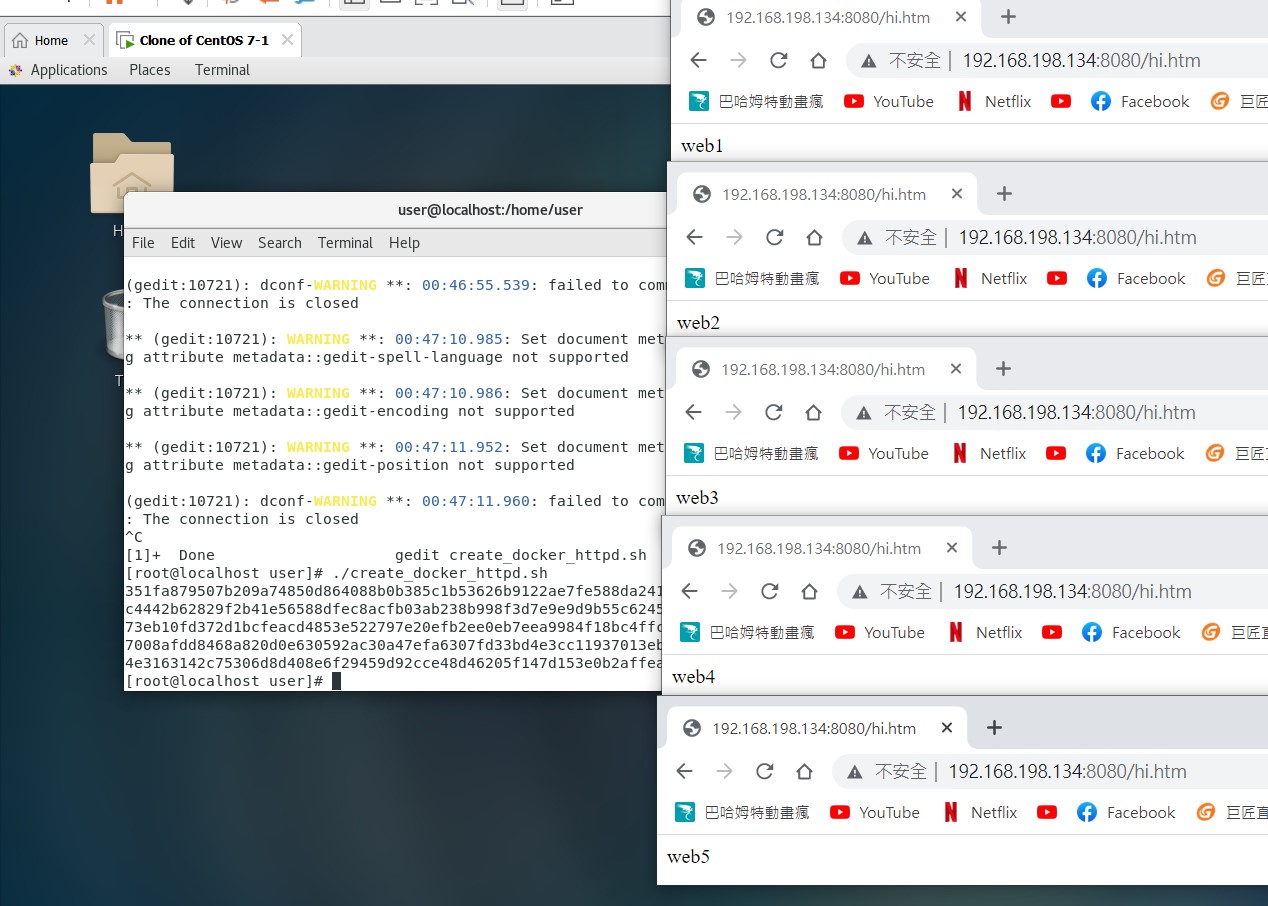 Home
Clone of CentOS 7-1
Applications Places Terminal
user@localhost:/home/user
File Edit View Search Terminal Help
(gedit:10721): dconf-WARNING **: 00:46:55.539: failed to com
: The connection is closed
** (gedit:10721): WARNING **: 00:47:10.985: Set document met
g attribute metadata::gedit-spell-language not supported
** (gedit:10721): WARNING **: 00:47:10.986: Set document met
g attribute metadata::gedit-encoding not supported
** (gedit:10721): WARNING **: 00:47:11.952: Set document met
g attribute metadata::gedit-position not supported
(gedit:10721): dconf-WARNING **: 00:47:11.960: failed to com
: The connection is closed
^C
[1]+ Done gedit create_docker_httpd.sh
[root@localhost user]# ./create_docker_httpd.sh
351fa879507b209a74850d864088b0b385c1b53626b9122ae7fe588da241
c4442b62829f2b41e56588dfec8acfb03ab238b998f3d7e9e9d9b55c6245
73eb10fd372d1bcfeacd4853e522797e20efb2ee0eb7eea9984f18bc4ffc
7008afdd8468a820d0e630592ac30a47efa6307fd33bd4e3cc11937013eb
4e3163142c75306d8d408e6f29459d92cce48d46205f147d153e0b2affea
[root@localhost user]#
192.168.198.134:8080/hi.htm
不安全 192.168.198.134:8080/hi.htm
巴哈姆特動畫瘋 YouTube Netflix Facebook 巨匠
web1
192.168.198.134:8080/hi.htm
不安全 192.168.198.134:8080/hi.htm
巴哈姆特動畫瘋 YouTube Netflix Facebook 巨匠
web2
192.168.198.134:8080/hi.htm
不安全 192.168.198.134:8080/hi.htm
巴哈姆特動畫瘋 YouTube Netflix Facebook 巨匠
web3
192.168.198.134:8080/hi.htm
不安全 192.168.198.134:8080/hi.htm
巴哈姆特動畫瘋 YouTube Netflix Facebook 巨匠直
web4
192.168.198.134:8080/hi.htm
不安全 192.168.198.134:8080/hi.htm
巴哈姆特動畫瘋 YouTube Netflix Facebook 巨匠直
web5